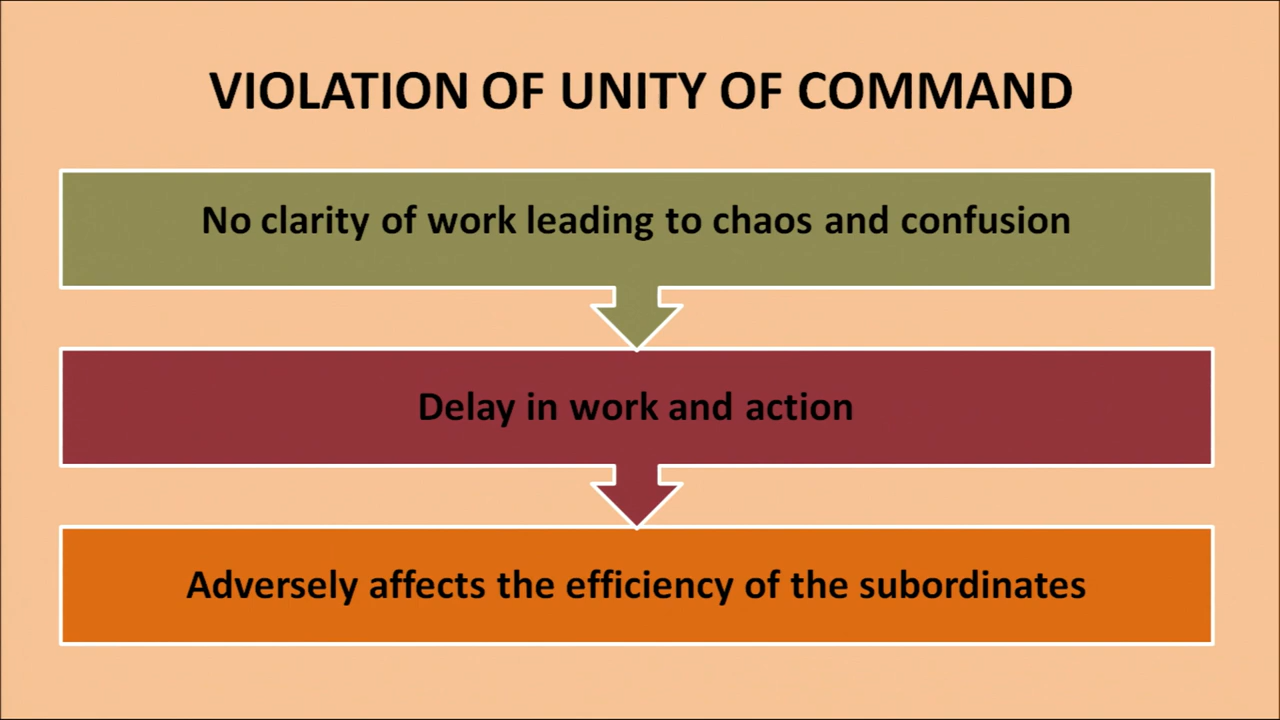 VIOLATION OF UNITY OF COMMAND
No clarity of work leading to chaos and confusion
Delay in work and action
Adversely affects the efficiency of the subordinates